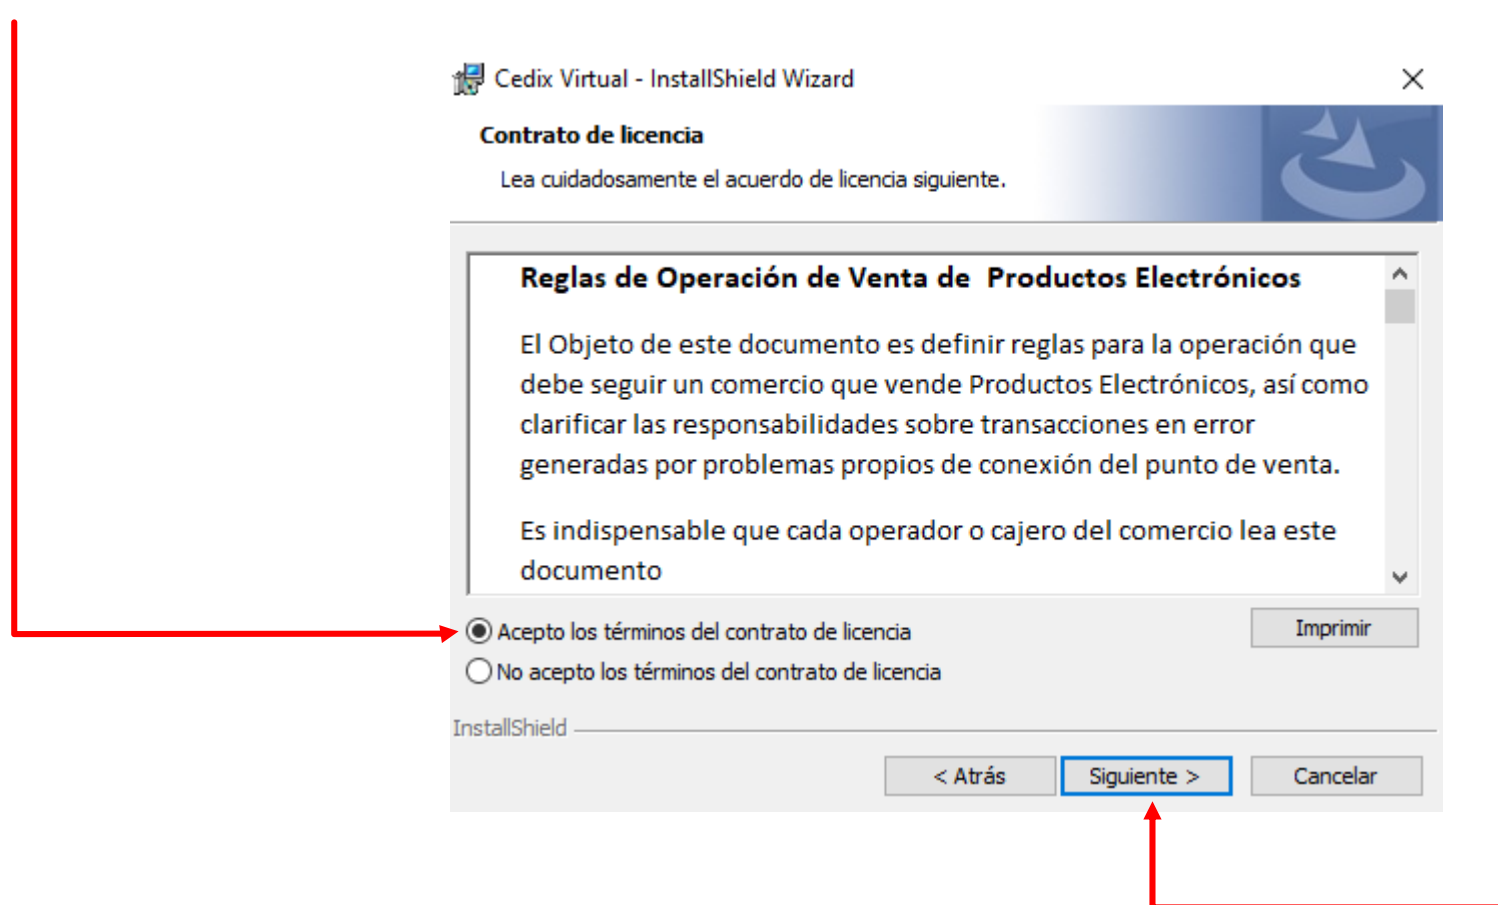 Cedix Virtual - InstallShield Wizard
Contrato de licencia
Lea cuidadosamente el acuerdo de licencia siguiente.
Reglas de Operación de Venta de  Productos Electrónicos
El Objeto de este documento es definir reglas para la operación que
debe seguir un comercio que vende Productos Electrónicos, así como
clarificar las responsabilidades sobre transacciones en error
generadas por problemas propios de conexión del punto de venta.
Es indispensable que cada operador o cajero del comercio lea este
documento
Acepto los términos del contrato de licencia
Imprimir
No acepto los términos del contrato de licencia
InstallShield
< Atrás
Siguiente >
Cancelar